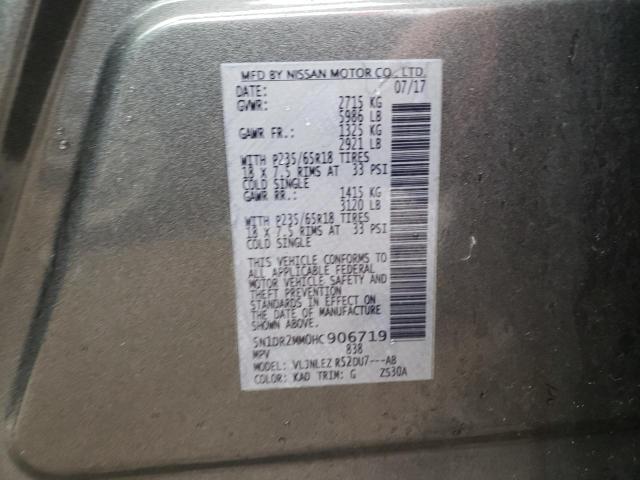 MFD BY NISSAN MOTOR CO., LTD.
DATE: 07/17
GVWR: 2715 KG
5986 LB
GAWR FR.: 1325 KG
2921 LB
WITH P235/65R18 TIRES
18 X 7.5 RIMS AT 33 PSI
COLD SINGLE
GAWR RR.: 1415 KG
3120 LB
WITH P235/65R18 TIRES
18 X 7.5 RIMS AT 33 PSI
COLD SINGLE
THIS VEHICLE CONFORMS TO
ALL APPLICABLE FEDERAL
MOTOR VEHICLE SAFETY AND
THEFT PREVENTION
STANDARDS IN EFFECT ON
THE DATE OF MANUFACTURE
SHOWN ABOVE.
5N1DR2MM0HC906719
MPV 838
MODEL: VLJNLEZ R52DU7---AB
COLOR: KAD TRIM: G Z530A